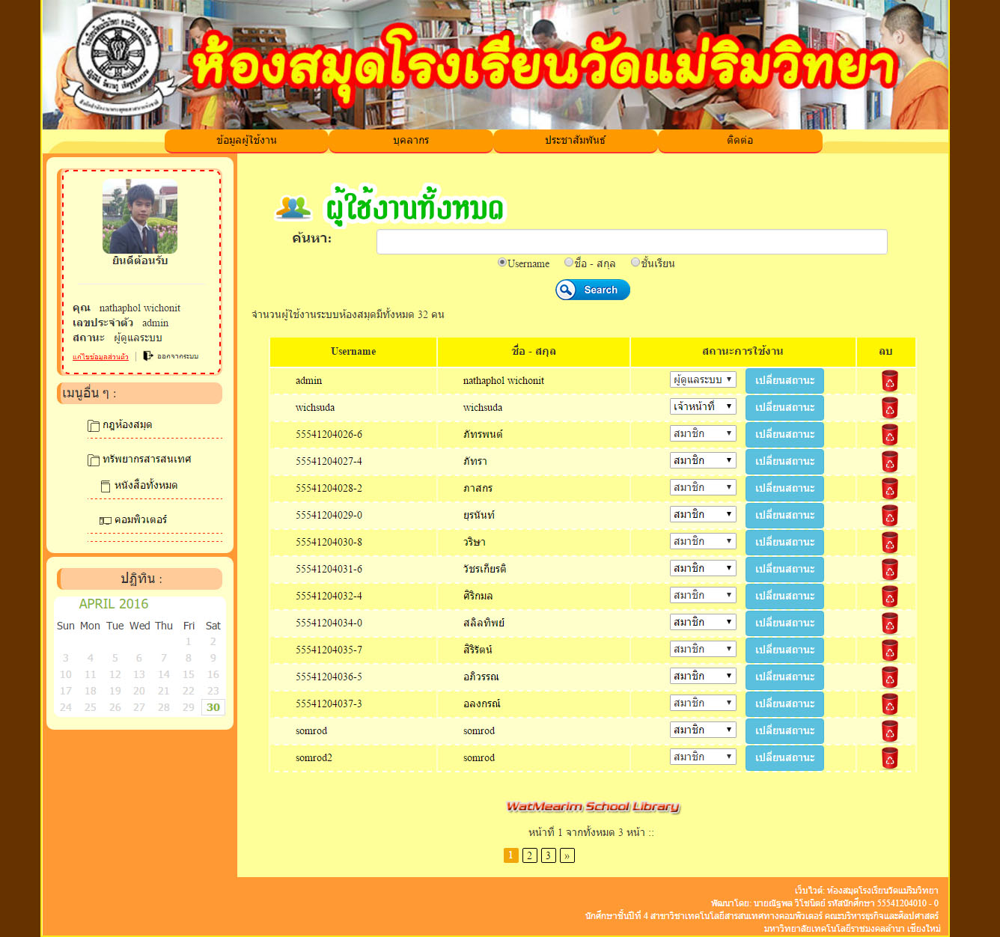 ห้องสมุดโรงเรียนวัดแม่ริมวิทยา
ข้อมูลผู้ใช้งาน บุคลากร ประชาสัมพันธ์ ติดต่อ
ยินดีต้อนรับ
คุณ nathaphol wichonit
เลขประจำตัว admin
สถานะ ผู้ดูแลระบบ
แก้ไขข้อมูลส่วนตัว | ออกจากระบบ
เมนูอื่น ๆ :
กฎห้องสมุด
ทรัพยากรสารสนเทศ
หนังสือทั้งหมด
คอมพิวเตอร์
ปฏิทิน :
APRIL 2016
Sun Mon Tue Wed Thu Fri Sat
1 2
3 4 5 6 7 8 9
10 11 12 13 14 15 16
17 18 19 20 21 22 23
24 25 26 27 28 29 30
ผู้ใช้งานทั้งหมด
ค้นหา:
Username ชื่อ - สกุล ชั้นเรียน
Search
จำนวนผู้ใช้งานระบบห้องสมุดมีทั้งหมด 32 คน
Username ชื่อ - สกุล สถานะการใช้งาน ลบ
admin nathaphol wichonit ผู้ดูแลระบบ เปลี่ยนสถานะ
wichsuda wichsuda เจ้าหน้าที่ เปลี่ยนสถานะ
55541204026-6 ภัทรพนต์ สมาชิก เปลี่ยนสถานะ
55541204027-4 ภัทรา สมาชิก เปลี่ยนสถานะ
55541204028-2 ภาสกร สมาชิก เปลี่ยนสถานะ
55541204029-0 ยุรนันท์ สมาชิก เปลี่ยนสถานะ
55541204030-8 วริษา สมาชิก เปลี่ยนสถานะ
55541204031-6 วัชรเกียรติ สมาชิก เปลี่ยนสถานะ
55541204032-4 ศิริกมล สมาชิก เปลี่ยนสถานะ
55541204034-0 สลิลทิพย์ สมาชิก เปลี่ยนสถานะ
55541204035-7 สิริรัตน์ สมาชิก เปลี่ยนสถานะ
55541204036-5 อภิวรรณ สมาชิก เปลี่ยนสถานะ
55541204037-3 อลงกรณ์ สมาชิก เปลี่ยนสถานะ
somrod somrod สมาชิก เปลี่ยนสถานะ
somrod2 somrod สมาชิก เปลี่ยนสถานะ
WatMearim School Library
หน้าที่ 1 จากทั้งหมด 3 หน้า ::
1 2 3 »
เว็บไวต์: ห้องสมุดโรงเรียนวัดแม่ริมวิทยา
พัฒนาโดย: นายณัฐพล วิโชนิตย์ รหัสนักศึกษา 55541204010 - 0
นักศึกษาชั้นปีที่ 4 สาขาวิชาเทคโนโลยีสารสนเทศทางคอมพิวเตอร์ คณะบริหารธุรกิจและศิลปศาสตร์
มหาวิทยาลัยเทคโนโลยีราชมงคลล้านนา เชียงใหม่